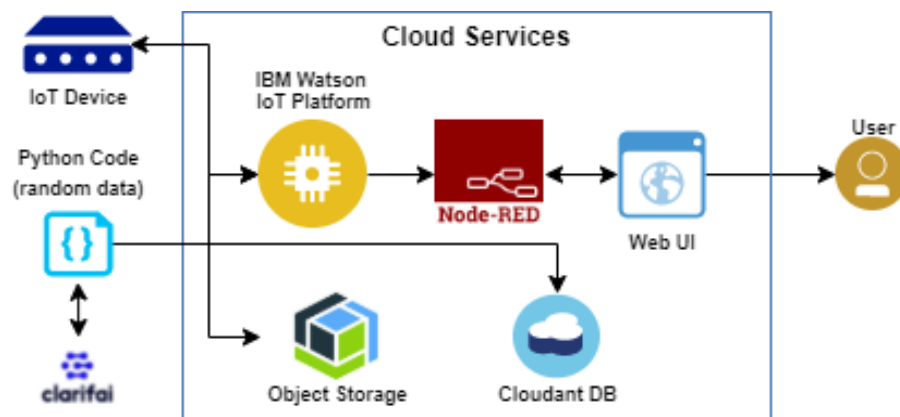 Cloud Services
IoT Device
IBM Watson
IoT Platform
Python Code
(random data)
{}
Node-RED
Web UI
User
clarifai
Object Storage
Cloudant DB